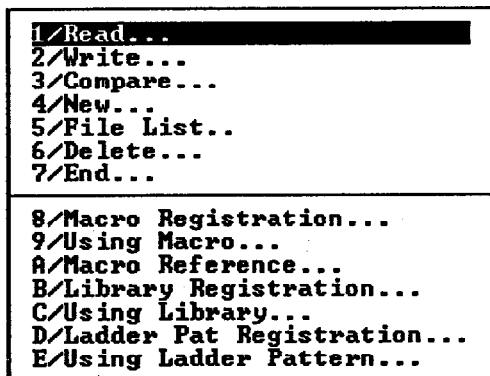 1/Read...
2/Write...
3/Compare...
4/New...
5/File List..
6/Delete...
7/End...
8/Macro Registration...
9/Using Macro...
A/Macro Reference...
B/Library Registration...
C/Using Library...
D/Ladder Pat Registration...
E/Using Ladder Pattern...